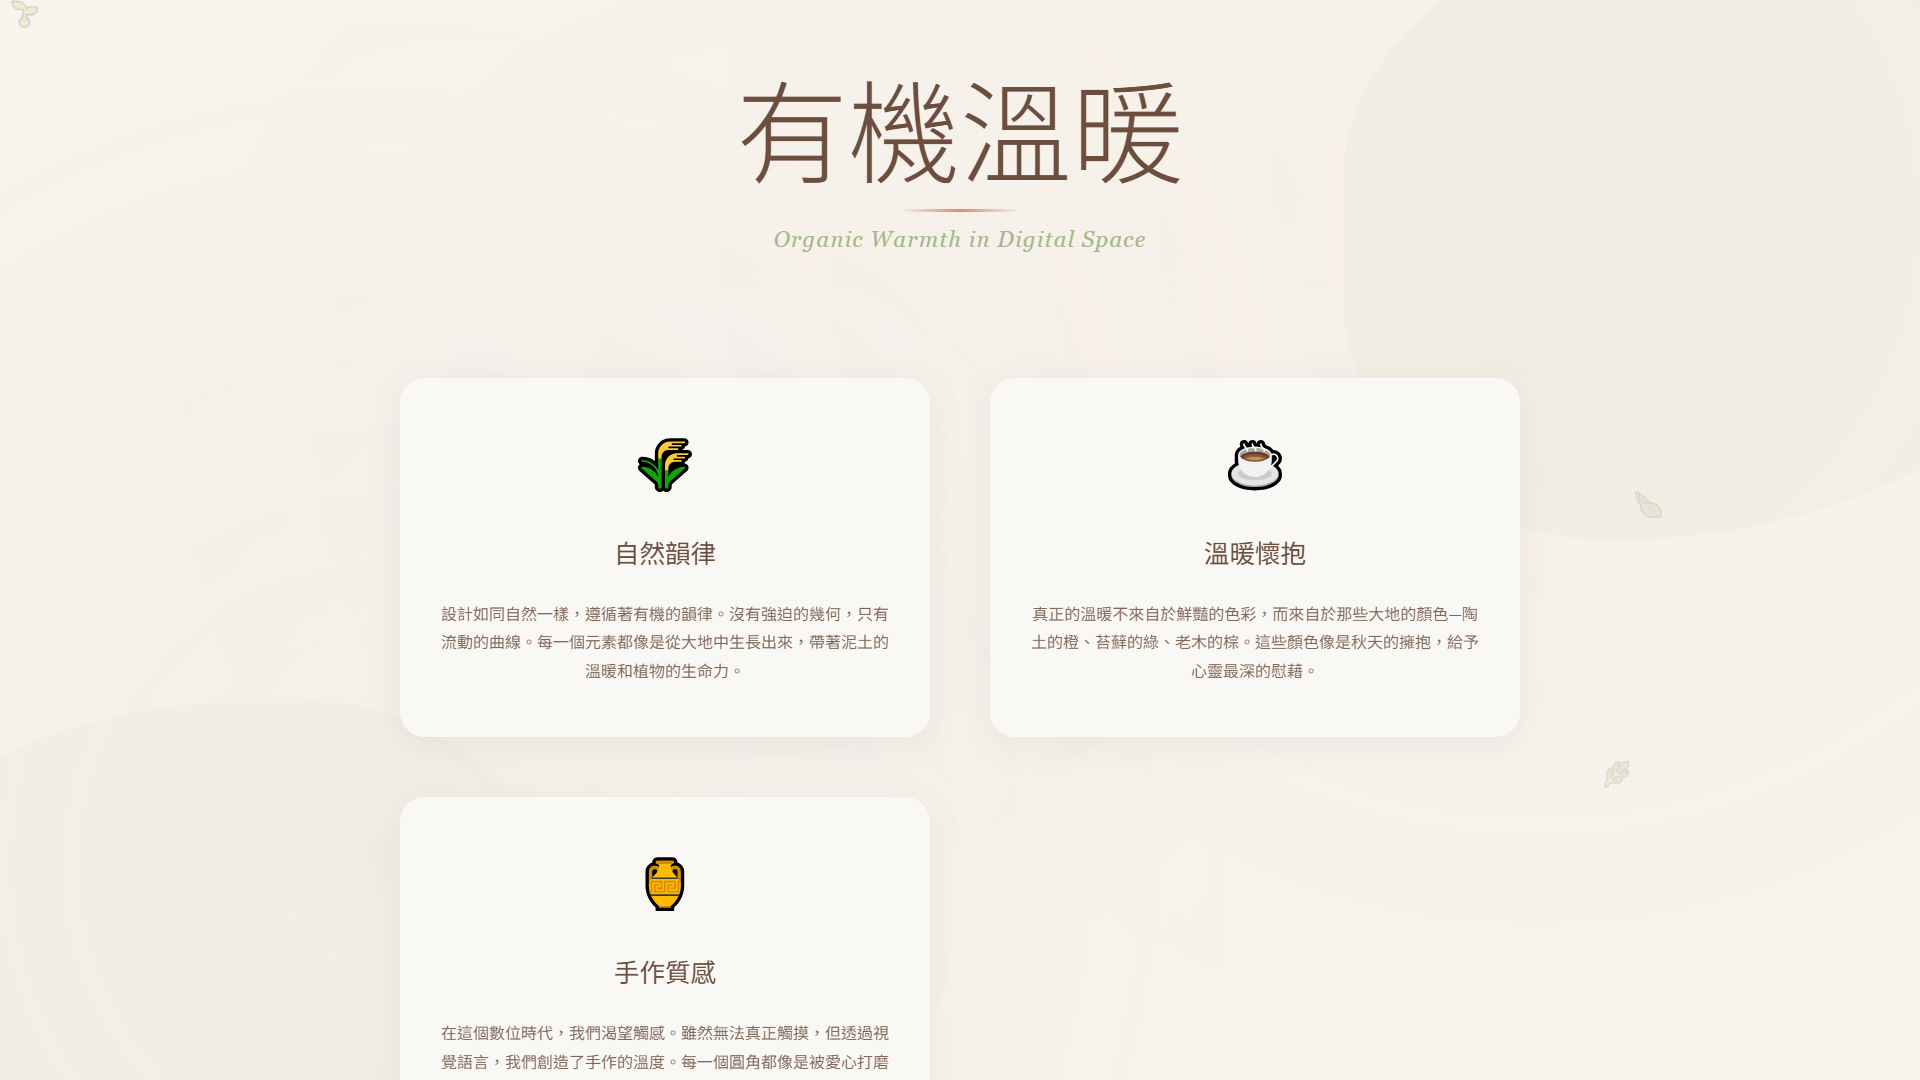 有機溫暖
Organic Warmth in Digital Space
自然韻律
設計如同自然一樣，遵循著有機的韻律。沒有強迫的幾何，只有
流動的曲線。每一個元素都像是從大地中生長出來，帶著泥土的
溫暖和植物的生命力。
溫暖懷抱
真正的溫暖不來自於鮮豔的色彩，而來自於那些大地的顏色—陶
土的橙、苔蘚的綠、老木的棕。這些顏色像是秋天的擁抱，給予
心靈最深的慰藉。
手作質感
在這個數位時代，我們渴望觸感。雖然無法真正觸摸，但透過視
覺語言，我們創造了手作的溫度。每一個圓角都像是被愛心打磨